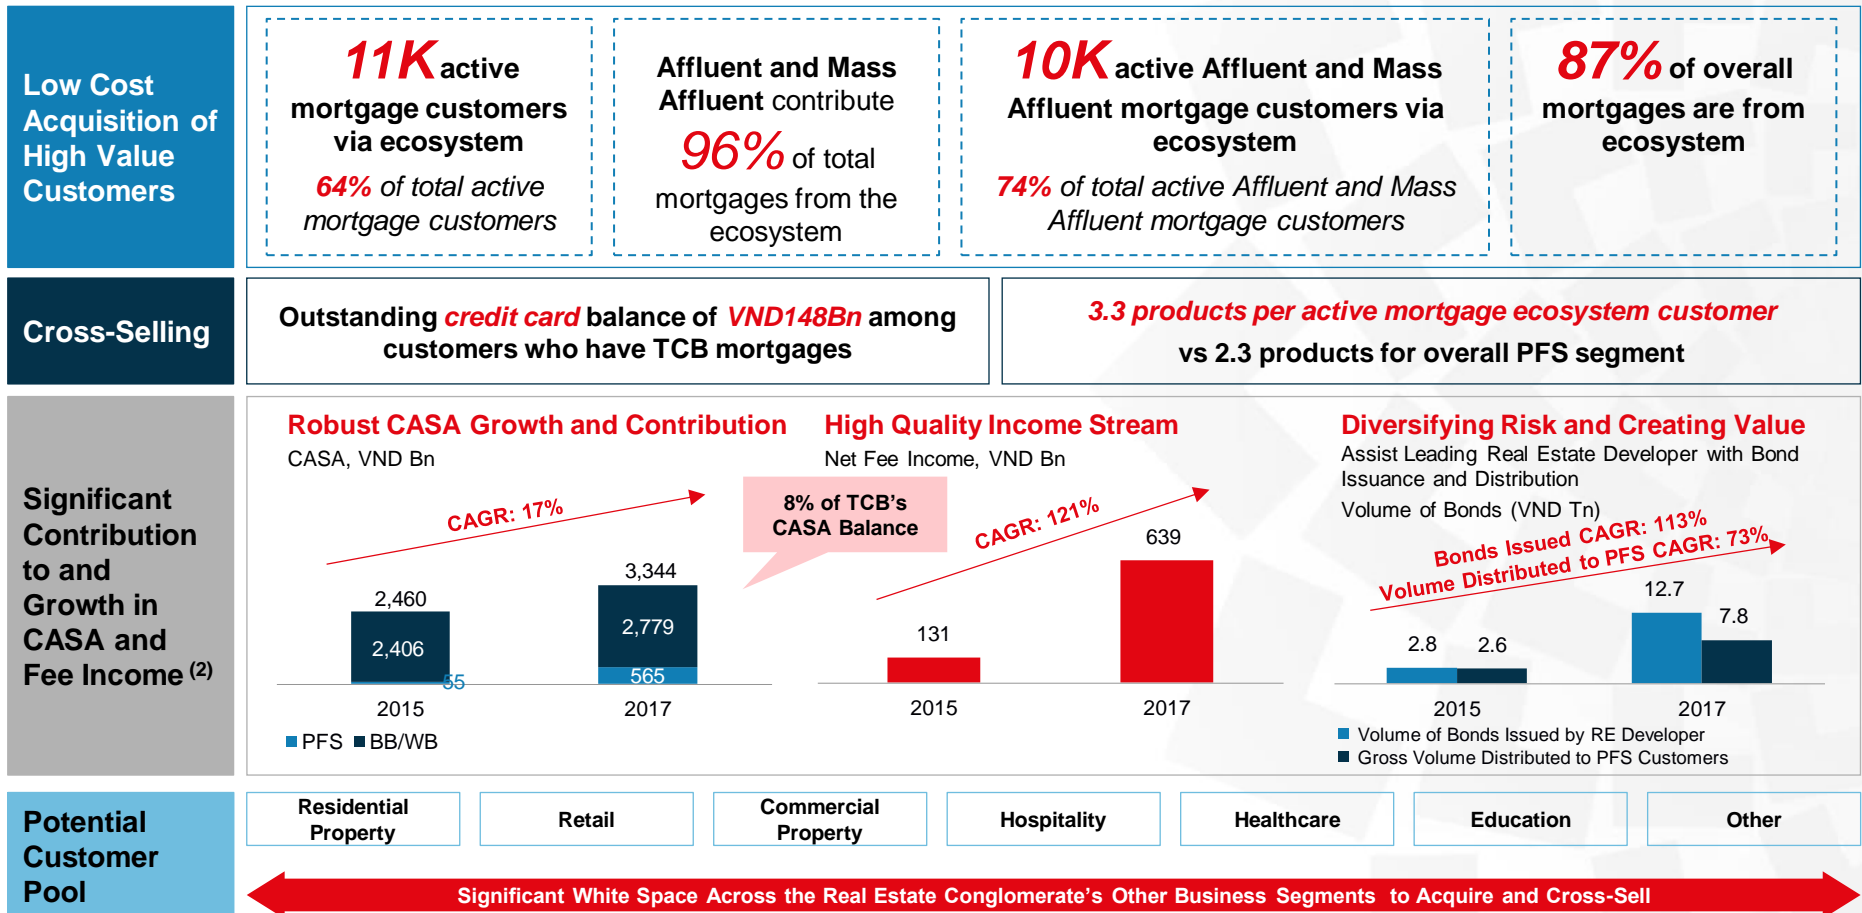 Low Cost
Acquisition of
High Value
Customers
11K active
mortgage customers
via ecosystem
64% of total active
mortgage customers
Affluent and Mass
Affluent contribute
96% of total
mortgages from the
ecosystem
10K active Affluent and Mass
Affluent mortgage customers via
ecosystem
74% of total active Affluent and Mass
Affluent mortgage customers
87% of overall
mortgages are from
ecosystem
Cross-Selling
Outstanding credit card balance of VND148Bn among
customers who have TCB mortgages
3.3 products per active mortgage ecosystem customer
vs 2.3 products for overall PFS segment
Significant
Contribution
to and
Growth in
CASA and
Fee Income (2)
Robust CASA Growth and Contribution
CASA, VND Bn
CAGR: 17%
8% of TCB's
CASA Balance
2,460
2,406
55
3,344
2,779
565
2015
2017
PFS
BB/WB
High Quality Income Stream
Net Fee Income, VND Bn
CAGR: 121%
131
639
2015
2017
Diversifying Risk and Creating Value
Assist Leading Real Estate Developer with Bond
Issuance and Distribution
Volume of Bonds (VND Tn)
Bonds Issued CAGR: 113%
Volume Distributed to PFS CAGR: 73%
2.8
2.6
12.7
7.8
2015
2017
Volume of Bonds Issued by RE Developer
Gross Volume Distributed to PFS Customers
Potential
Customer
Pool
Residential
Property
Retail
Commercial
Property
Hospitality
Healthcare
Education
Other
Significant White Space Across the Real Estate Conglomerate's Other Business Segments to Acquire and Cross-Sell